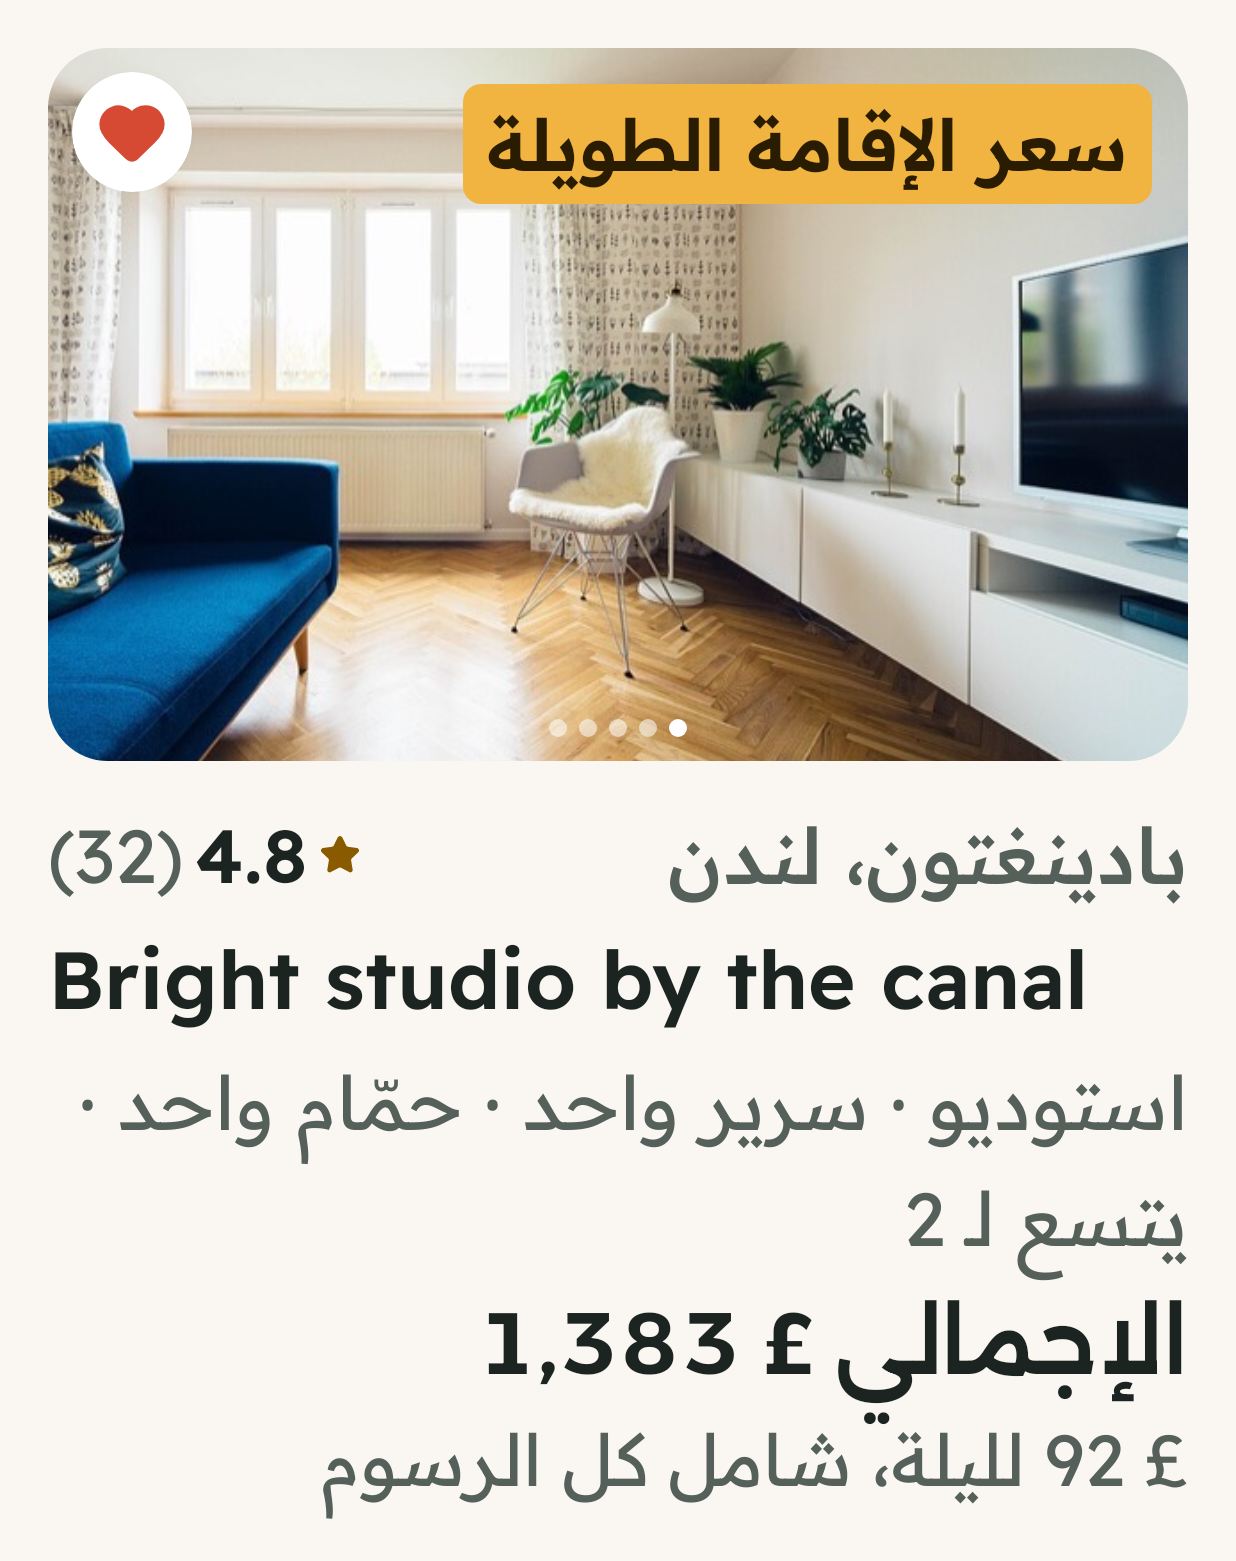 سعر الإقامة الطويلة
بادينغتون، لندن
4.8 (32)
Bright studio by the canal
استوديو · سرير واحد · حمّام واحد ·
يتسع لـ 2
الإجمالي £ 1,383
£ 92 لليلة، شامل كل الرسوم